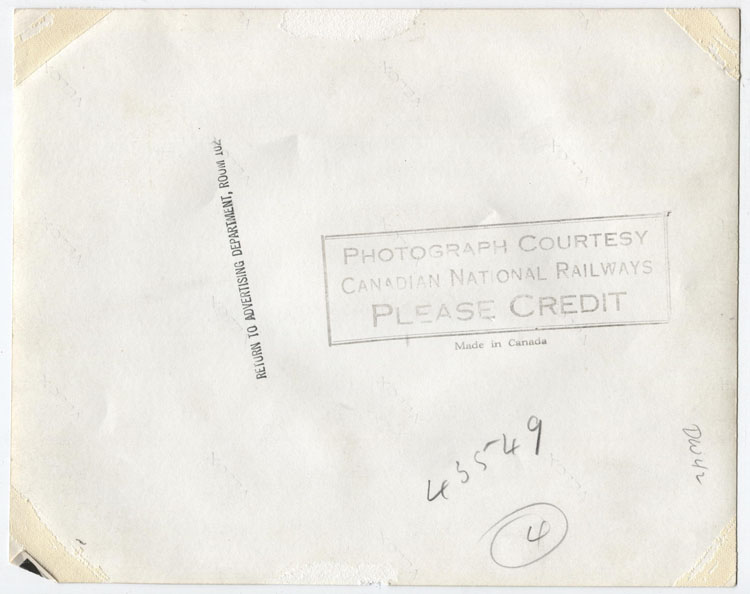 RETURN TO ADVERTISING DEPARTMENT, ROOM 102
PHOTOGRAPH COURTESY
CANADIAN NATIONAL RAILWAYS
PLEASE CREDIT
Made in Canada
43549
4